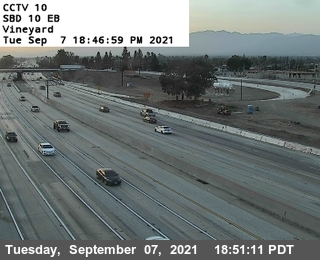 CCTV 10
SBD 10 EB
Vineyard
Tue Sep  7 18:46:59 PM 2021
Tuesday, September 07, 2021 18:51:11 PDT